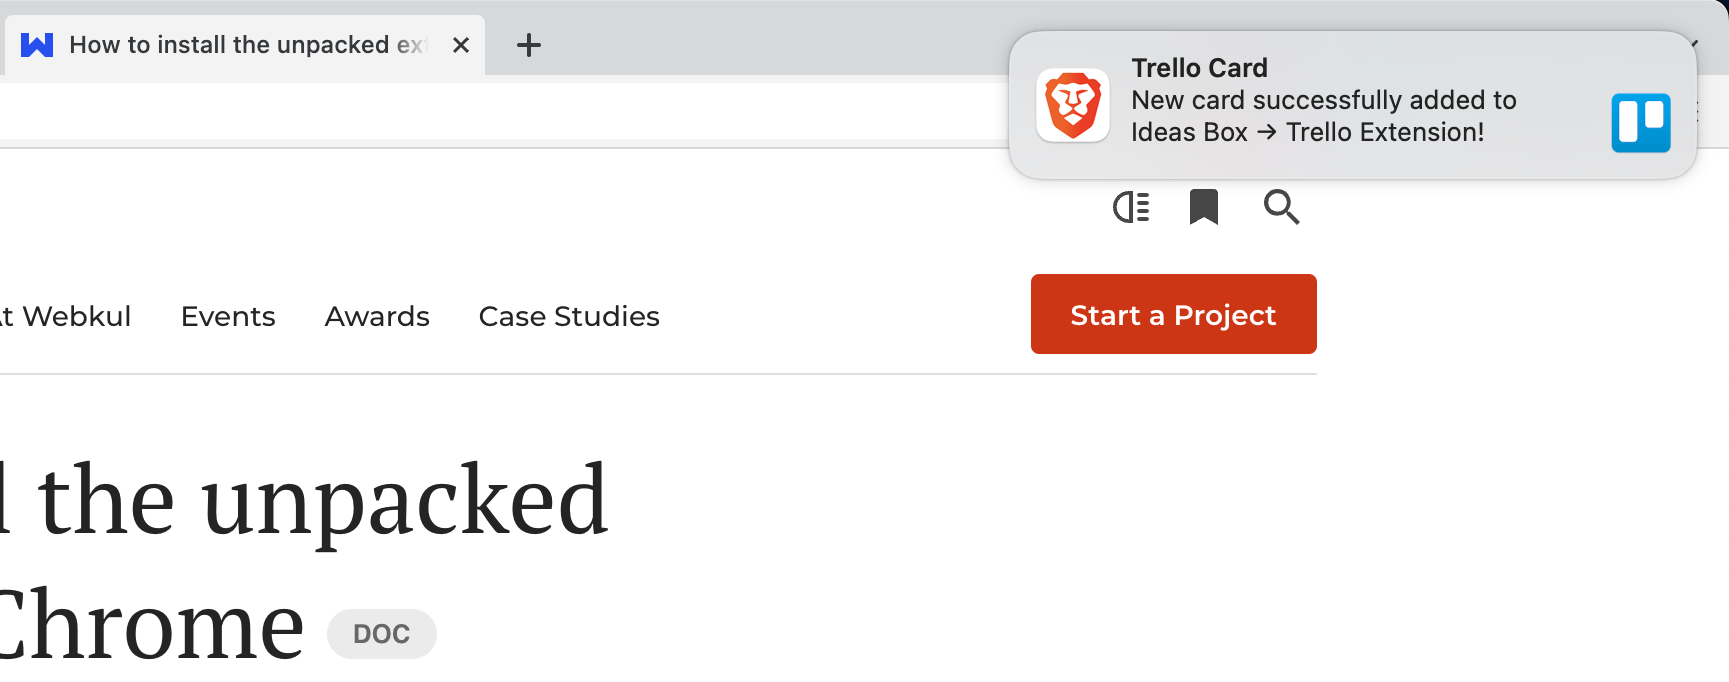 How to install the unpacked
Trello Card
New card successfully added to
Ideas Box → Trello Extension!
At Webkul Events Awards Case Studies
Start a Project
the unpacked
Chrome
DOC